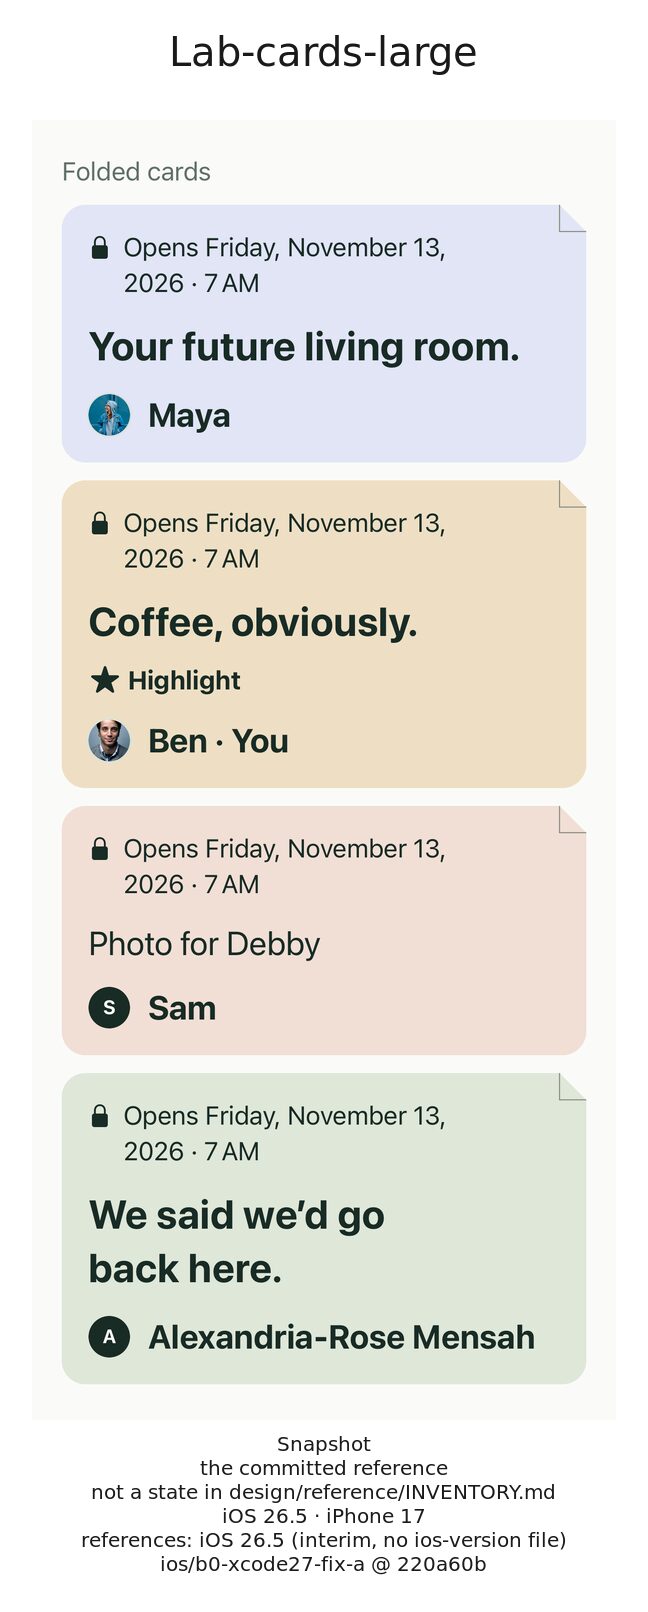 Lab-cards-large
Folded cards
Opens Friday, November 13,
2026 · 7 AM
Your future living room.
Maya
Opens Friday, November 13,
2026 · 7 AM
Coffee, obviously.
Highlight
Ben · You
Opens Friday, November 13,
2026 · 7 AM
Photo for Debby
S
Sam
Opens Friday, November 13,
2026 · 7 AM
We said we’d go
back here.
A
Alexandria-Rose Mensah
Snapshot
the committed reference
not a state in design/reference/INVENTORY.md
iOS 26.5 · iPhone 17
references: iOS 26.5 (interim, no ios-version file)
ios/b0-xcode27-fix-a @ 220a60b